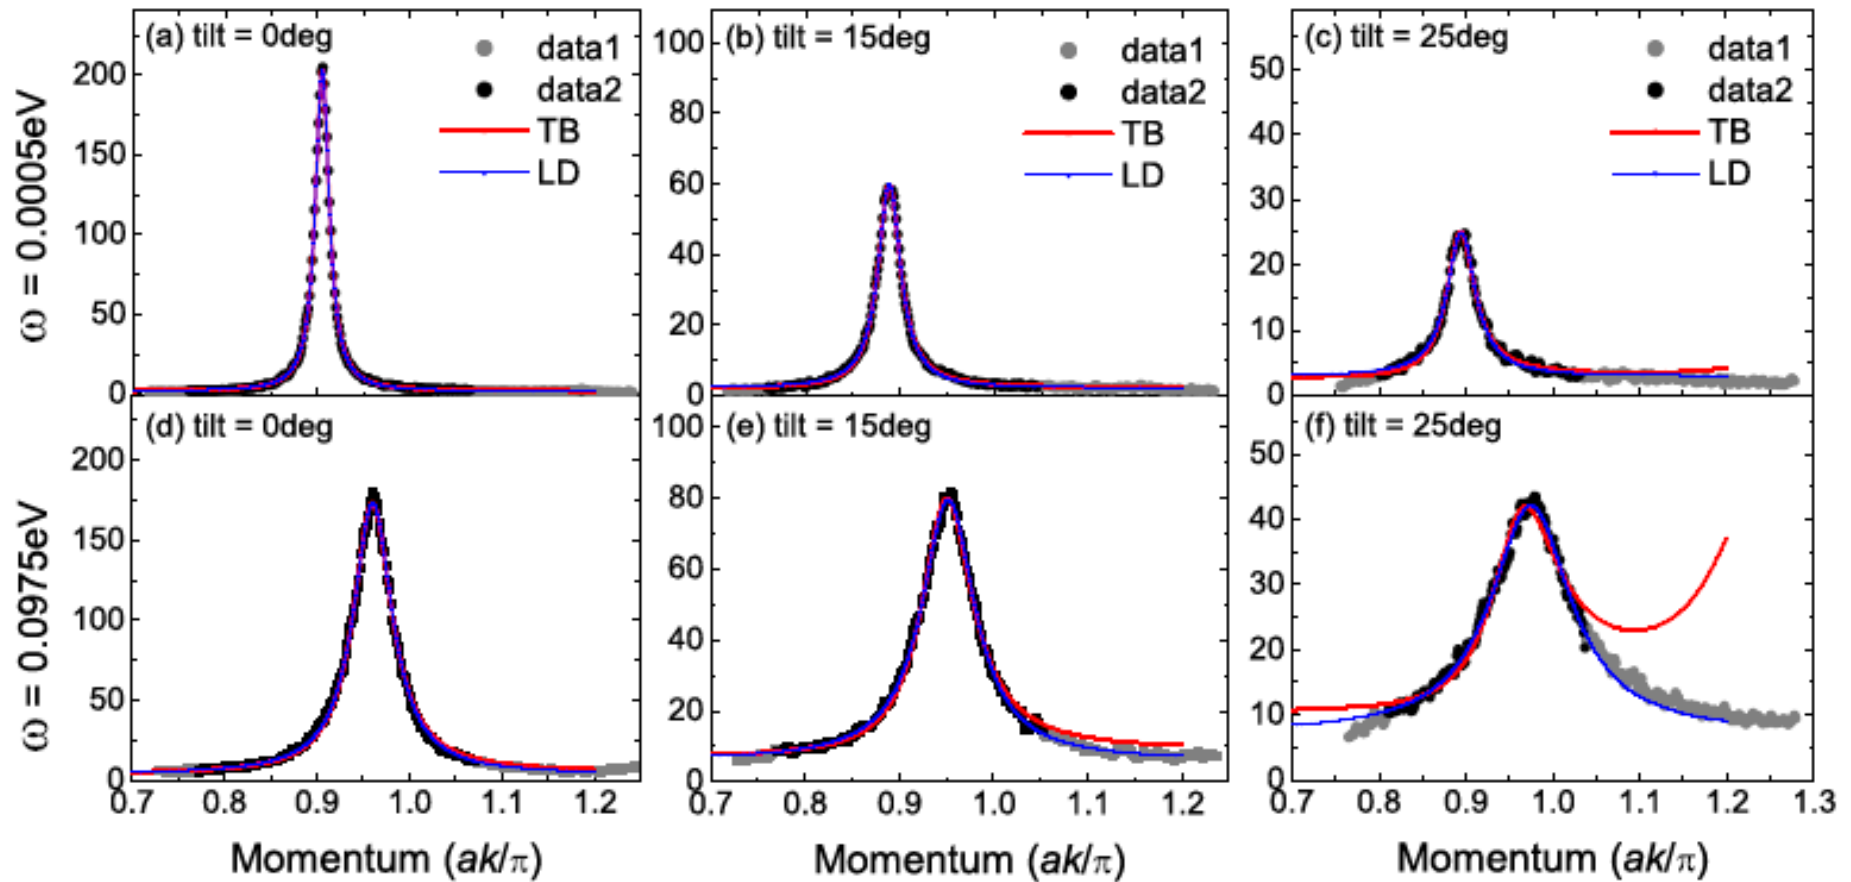 (a) tilt = 0deg
data1
data2
TB
LD
200
150
100
50
0
ω = 0.0005eV
(b) tilt = 15deg
data1
data2
TB
LD
100
80
60
40
20
0
(c) tilt = 25deg
data1
data2
TB
LD
50
40
30
20
10
0
(d) tilt = 0deg
200
150
100
50
0
ω = 0.0975eV
0.7 0.8 0.9 1.0 1.1 1.2
Momentum (ak/π)
(e) tilt = 15deg
100
80
60
40
20
0
0.7 0.8 0.9 1.0 1.1 1.2
Momentum (ak/π)
(f) tilt = 25deg
50
40
30
20
10
0
0.7 0.8 0.9 1.0 1.1 1.2 1.3
Momentum (ak/π)